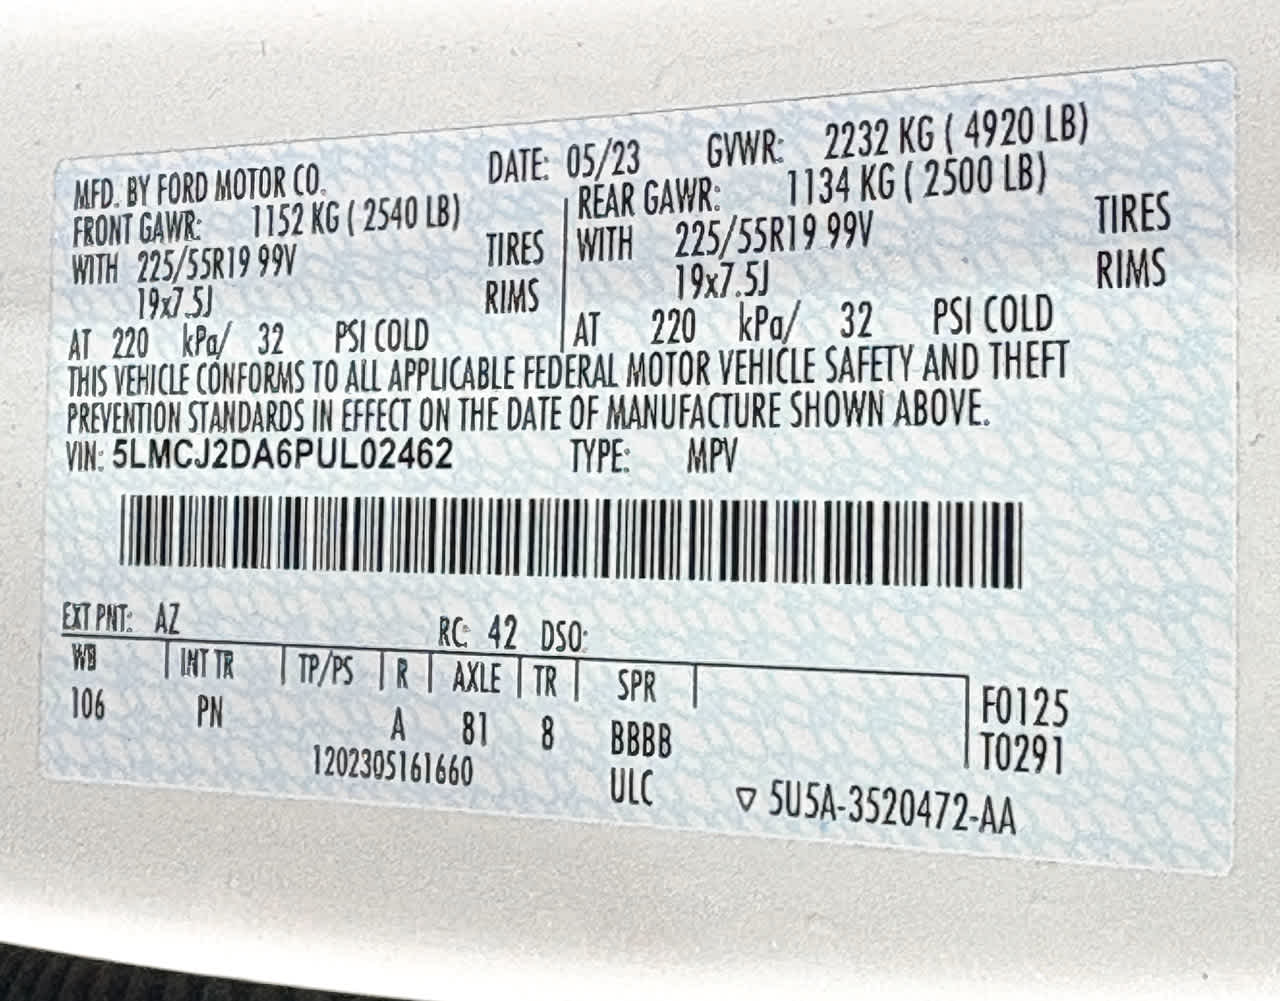 MFD. BY FORD MOTOR CO. DATE: 05/23 GVWR: 2232 KG ( 4920 LB)
FRONT GAWR: 1152 KG ( 2540 LB) REAR GAWR: 1134 KG ( 2500 LB)
WITH 225/55R19 99V TIRES WITH 225/55R19 99V TIRES
19x7.5J RIMS 19x7.5J RIMS
AT 220 kPa/ 32 PSI COLD AT 220 kPa/ 32 PSI COLD
THIS VEHICLE CONFORMS TO ALL APPLICABLE FEDERAL MOTOR VEHICLE SAFETY AND THEFT
PREVENTION STANDARDS IN EFFECT ON THE DATE OF MANUFACTURE SHOWN ABOVE.
VIN: 5LMCJ2DA6PUL02462 TYPE: MPV
EXT PNT: AZ RC: 42 DSO:
WB INT TR TP/PS R AXLE TR SPR F0125
106 PN A 81 8 BBBB T0291
1202305161660 ULC ▽ 5U5A-3520472-AA